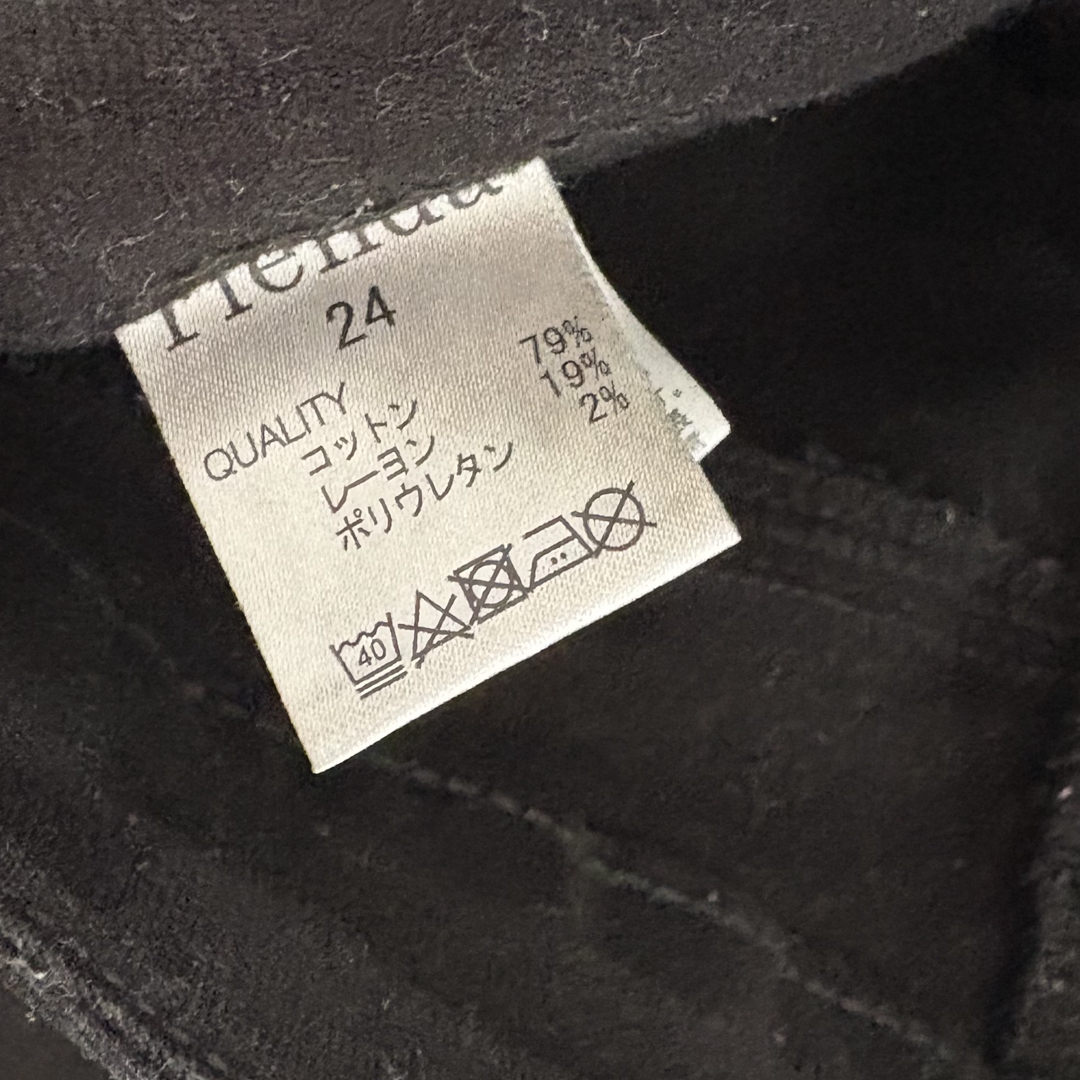 rienda
24
QUALITY
コットン 79%
レーヨン 19%
ポリウレタン 2%
40